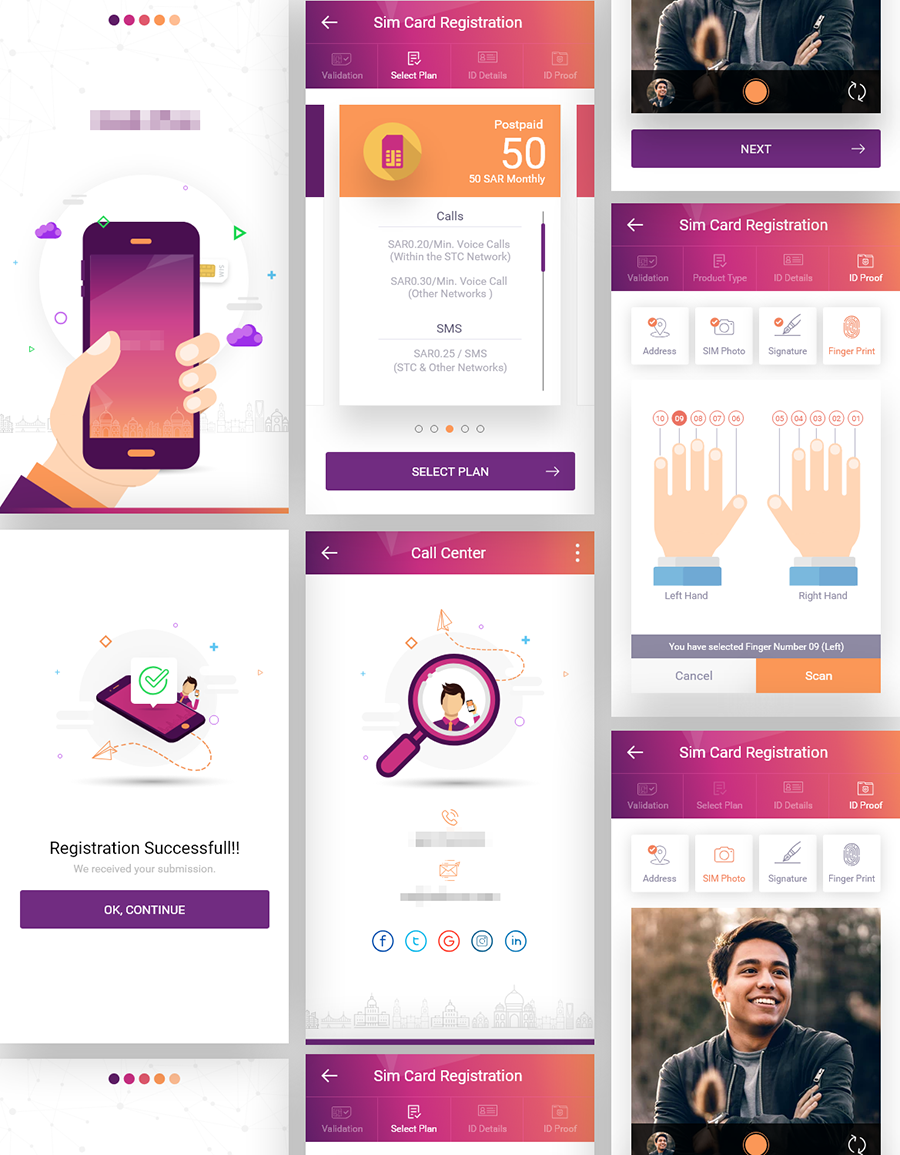 Sim Card Registration
Validation
Select Plan
ID Details
ID Proof
Postpaid
50
50 SAR Monthly
Calls
SAR0.20/Min. Voice Calls
(Within the STC Network)
SAR0.30/Min. Voice Call
(Other Networks )
SMS
SAR0.25 / SMS
(STC & Other Networks)
SELECT PLAN
Registration Successfull!!
We received your submission.
OK, CONTINUE
Call Center
Sim Card Registration
Validation
Select Plan
ID Details
ID Proof
NEXT
Sim Card Registration
Validation
Product Type
ID Details
ID Proof
Address
SIM Photo
Signature
Finger Print
10 09 08 07 06
05 04 03 02 01
Left Hand
Right Hand
You have selected Finger Number 09 (Left)
Cancel
Scan
Sim Card Registration
Validation
Select Plan
ID Details
ID Proof
Address
SIM Photo
Signature
Finger Print